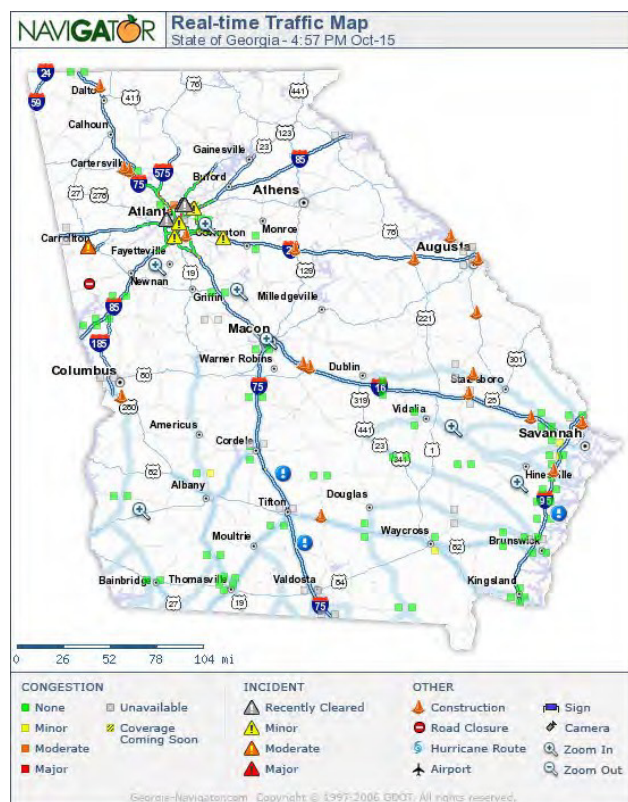 NAVIGATOR
Real-time Traffic Map
State of Georgia - 4:57 PM Oct-15
24
76
441
59
Dalton
411
Calhoun
123
Gainesville
23
85
Cartersville
575
75
Buford
27
278
Athens
Atlanta
Monroe
78
Carrollton
Covington
Augusta
Fayetteville
129
Newnan
19
Griffin
Milledgeville
85
221
Macon
185
301
Warner Robins
Dublin
Statesboro
Columbus
80
75
16
25
280
319
Vidalia
Americus
441
Savannah
Cordele
23
1
341
82
Hinesville
Albany
Douglas
95
Tifton
Moultrie
Waycross
82
Brunswick
Bainbridge
Thomasville
Valdosta
84
Kingsland
27
19
75
0 26 52 78 104 mi
CONGESTION INCIDENT OTHER
None Unavailable Recently Cleared Construction Sign
Minor Coverage Coming Soon Minor Road Closure Camera
Moderate Moderate Hurricane Route Zoom In
Major Major Airport Zoom Out
Georgia-Navigator.com Copyright © 1997-2006 GDOT. All rights reserved.